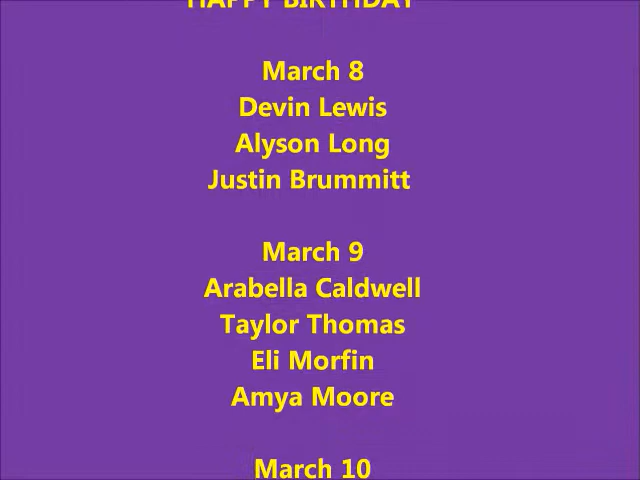 HAPPY BIRTHDAY
March 8
Devin Lewis
Alyson Long
Justin Brummitt
March 9
Arabella Caldwell
Taylor Thomas
Eli Morfin
Amya Moore
March 10